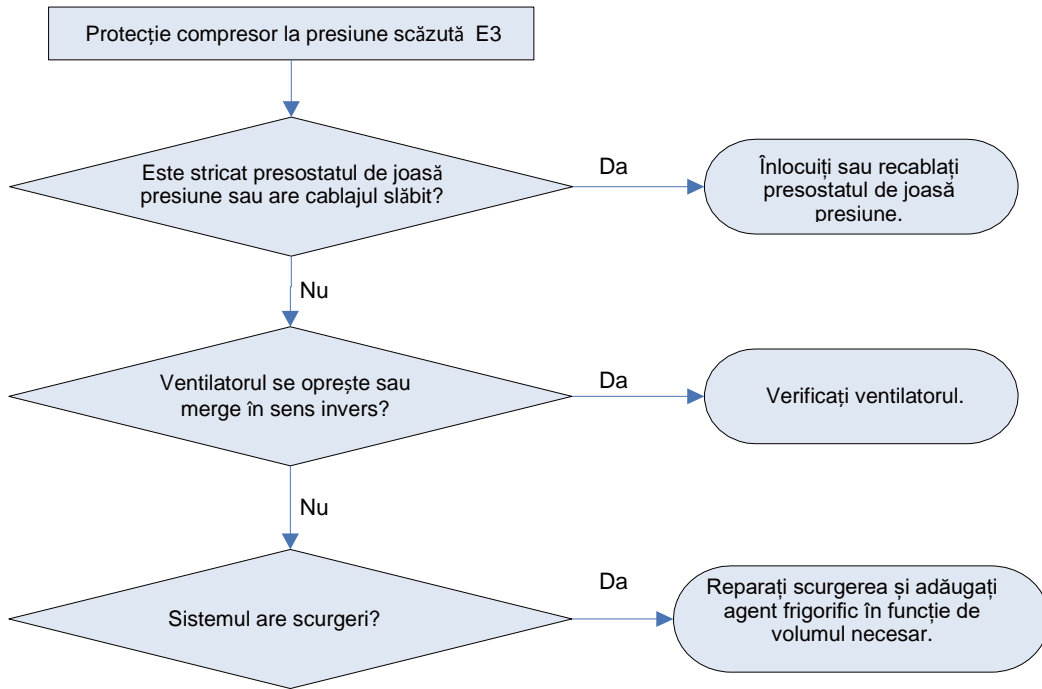 Protecție compresor la presiune scăzută E3
Este stricat presostatul de joasă
presiune sau are cablajul slăbit?
Da
Înlocuiți sau recablați
presostatul de joasă
presiune.
Nu
Ventilatorul se oprește sau
merge în sens invers?
Da
Verificați ventilatorul.
Nu
Sistemul are scurgeri?
Da
Reparați scurgerea și adăugați
agent frigorific în funcție de
volumul necesar.